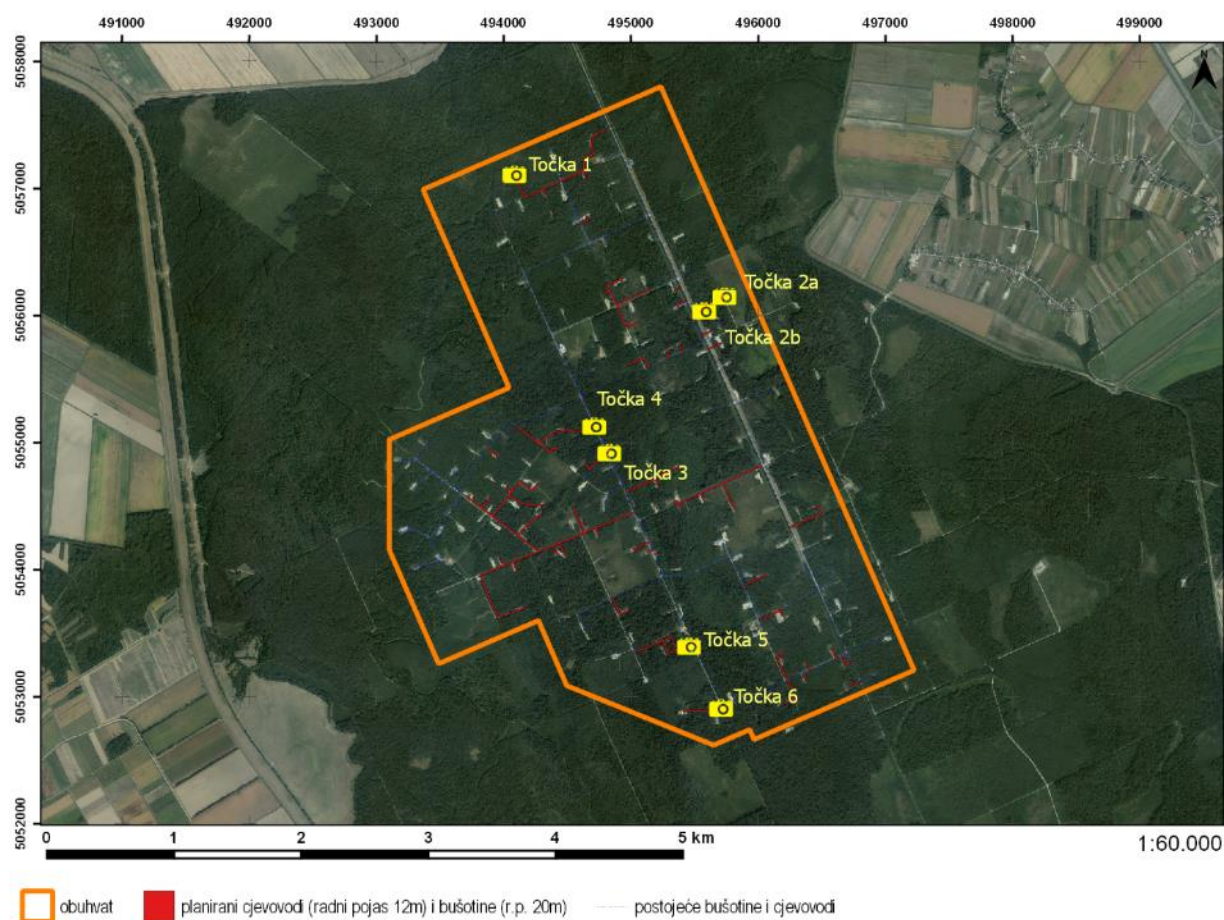 491000 492000 493000 494000 495000 496000 497000 498000 499000
5058000
5057000
5056000
5055000
5054000
5053000
5052000
N
Točka 1
Točka 2a
Točka 2b
Točka 4
Točka 3
Točka 5
Točka 6
0 1 2 3 4 5 km
1:60.000
obuhvat planirani cjevovodi (radni pojas 12m) i bušotine (r.p. 20m) postojeće bušotine i cjevovodi